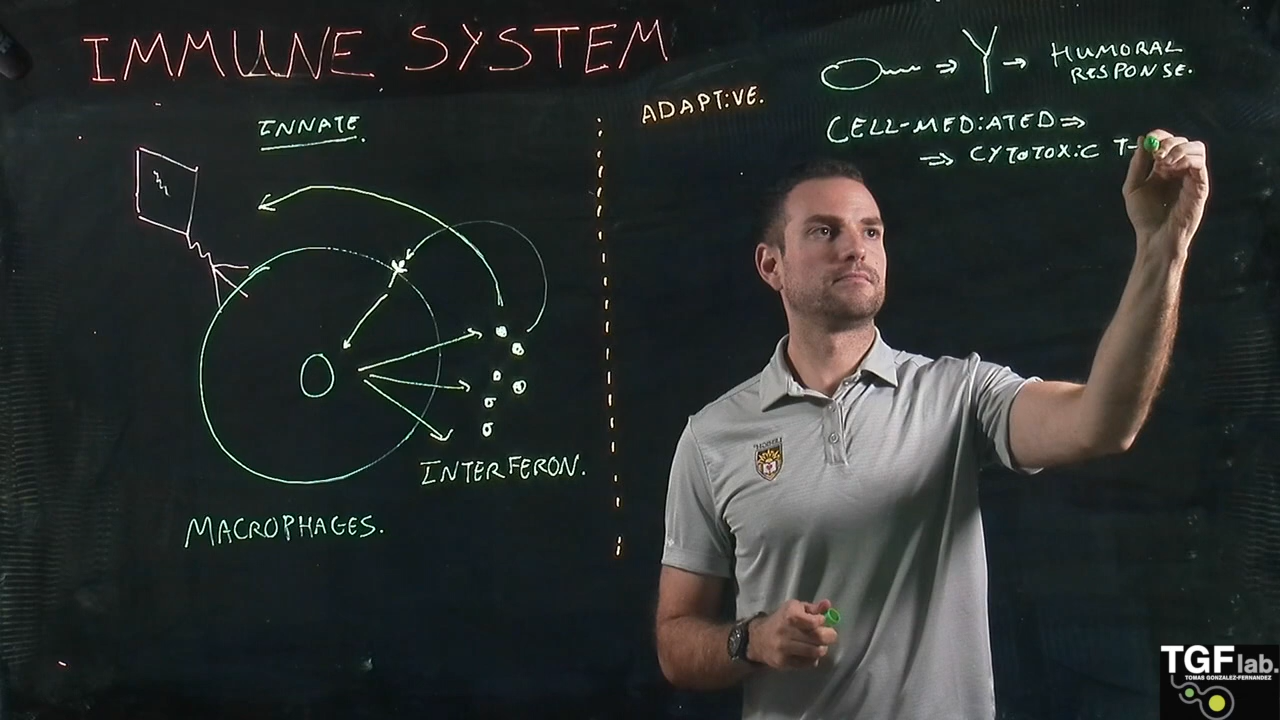 IMMUNE SYSTEM
INNATE.
MACROPHAGES.
INTERFERON.
ADAPTIVE.
HUMORAL
RESPONSE.
CELL-MEDIATED ⇒
⇒ CYTOTOXIC T-
TGF lab.
TOMAS GONZALEZ-FERNANDEZ